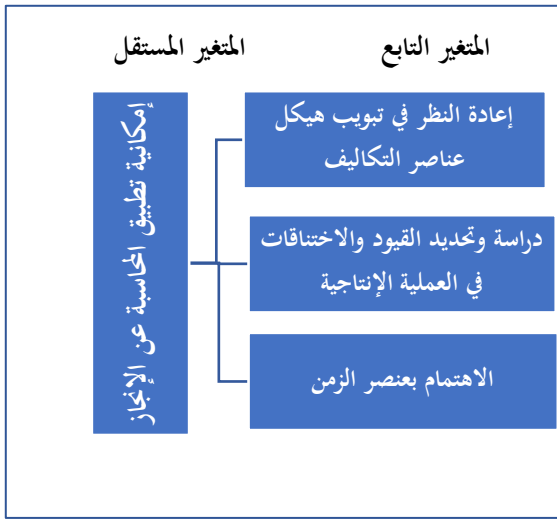 المتغير التابع
المتغير المستقل
إعادة النظر في تبويب هيكل
عناصر التكاليف
دراسة وتحديد القيود والاختناقات
في العملية الإنتاجية
الاهتمام بعنصر الزمن
إمكانية تطبيق المحاسبة عن الإنجاز